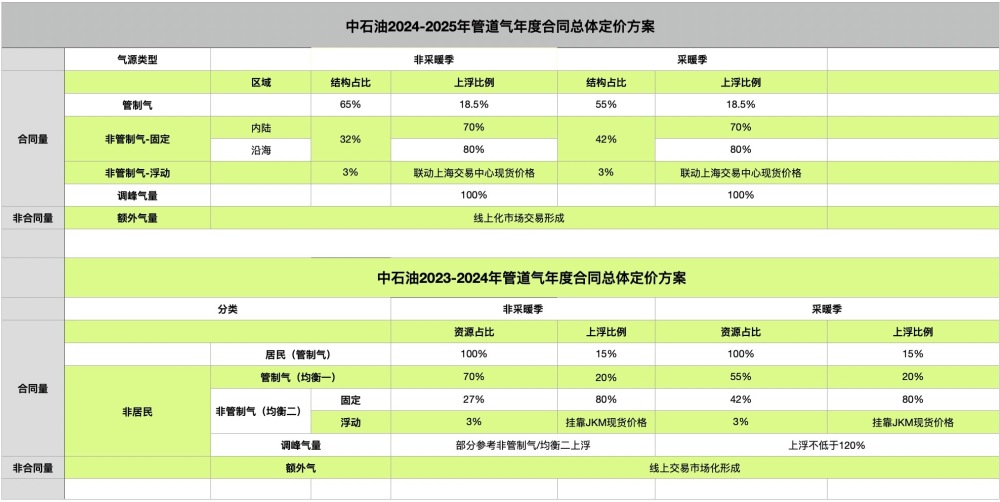 中石油2024-2025年管道气年度合同总体定价方案
气源类型 非采暖季 采暖季
区域 结构占比 上浮比例 结构占比 上浮比例
管制气 65% 18.5% 55% 18.5%
合同量 非管制气-固定 内陆 32% 70% 42% 70%
沿海 80% 80%
非管制气-浮动 3% 联动上海交易中心现货价格 3% 联动上海交易中心现货价格
调峰气量 100% 100%
非合同量 额外气量 线上化市场交易形成
中石油2023-2024年管道气年度合同总体定价方案
分类 非采暖季 采暖季
资源占比 上浮比例 资源占比 上浮比例
居民（管制气） 100% 15% 100% 15%
管制气（均衡一） 70% 20% 55% 20%
合同量 非居民 非管制气（均衡二） 固定 27% 80% 42% 80%
浮动 3% 挂靠JKM现货价格 3% 挂靠JKM现货价格
调峰气量 部分参考非管制气/均衡二上浮 上浮不低于120%
非合同量 额外气 线上交易市场化形成